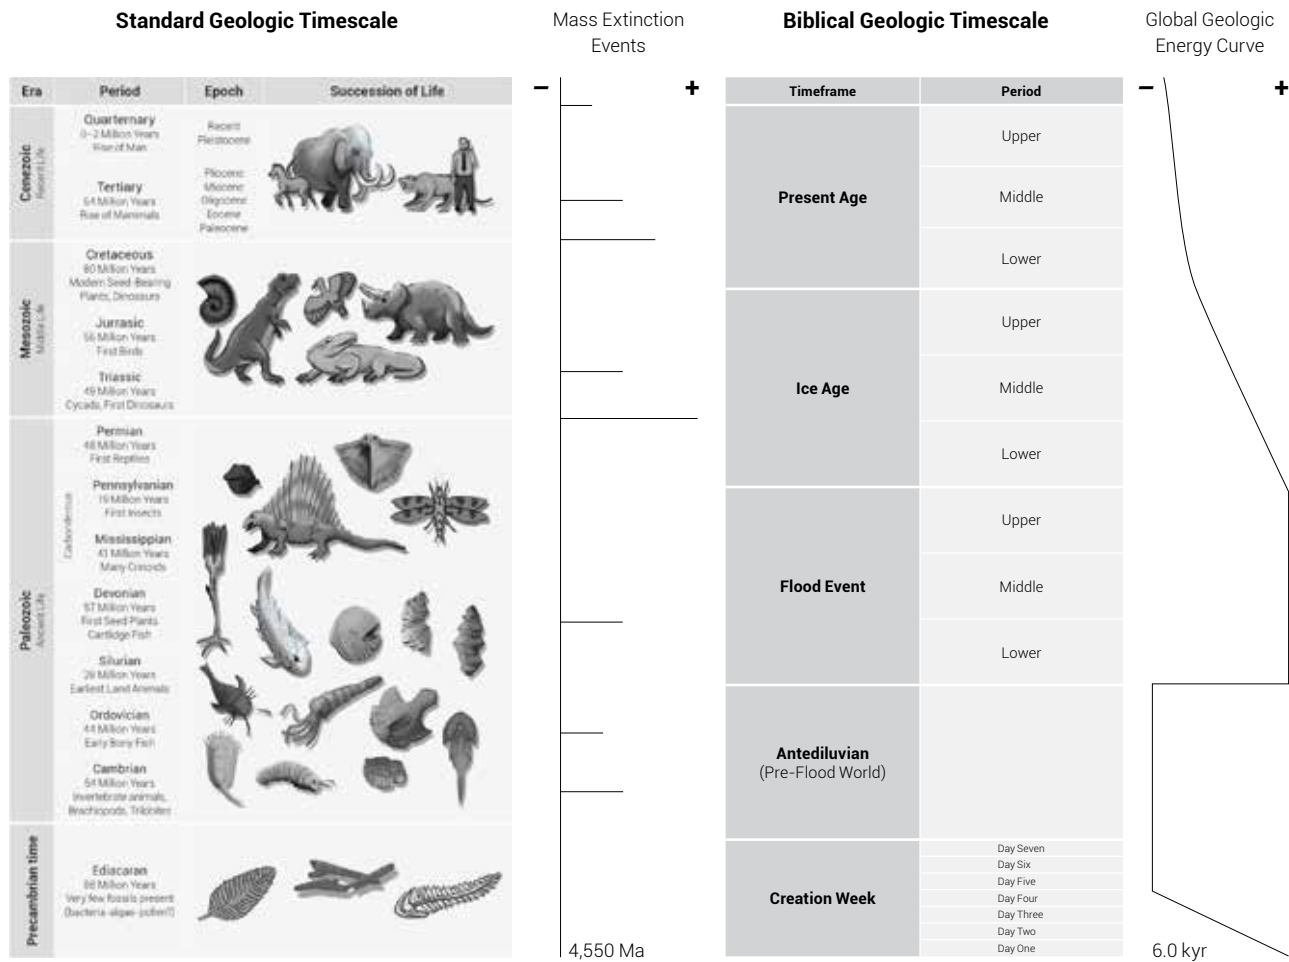 Standard Geologic Timescale
Mass Extinction
Events
Biblical Geologic Timescale
Global Geologic
Energy Curve
Era
Period
Epoch
Succession of Life
Cenezoic
Recent Life
Quarternary
0–2 Million Years
Rise of Man
Recent
Pleistocene
Tertiary
64 Million Years
Rise of Mammals
Pliocene
Miocene
Oligocene
Eocene
Paleocene
Mesozoic
Middle Life
Cretaceous
80 Million Years
Modern Seed-Bearing
Plants, Dinosaurs
Jurrasic
56 Million Years
First Birds
Triassic
49 Million Years
Cycads, First Dinosaurs
Paleozoic
Ancient Life
Permian
48 Million Years
First Reptiles
Carboniferous
Pennsylvanian
19 Million Years
First Insects
Mississippian
41 Million Years
Many Crinoids
Devonian
57 Million Years
First Seed Plants
Cartlidge Fish
Silurian
28 Million Years
Earliest Land Animals
Ordovician
44 Million Years
Early Bony Fish
Cambrian
54 Million Years
Invertebrate animals,
Brachiopods, Trilobites
Precambrian time
Ediacaran
88 Million Years
Very few fossils present
(bacteria-algae-pollen?)
−
+
4,550 Ma
Timeframe
Period
Present Age
Upper
Middle
Lower
Ice Age
Upper
Middle
Lower
Flood Event
Upper
Middle
Lower
Antediluvian
(Pre-Flood World)
Creation Week
Day Seven
Day Six
Day Five
Day Four
Day Three
Day Two
Day One
−
+
6.0 kyr